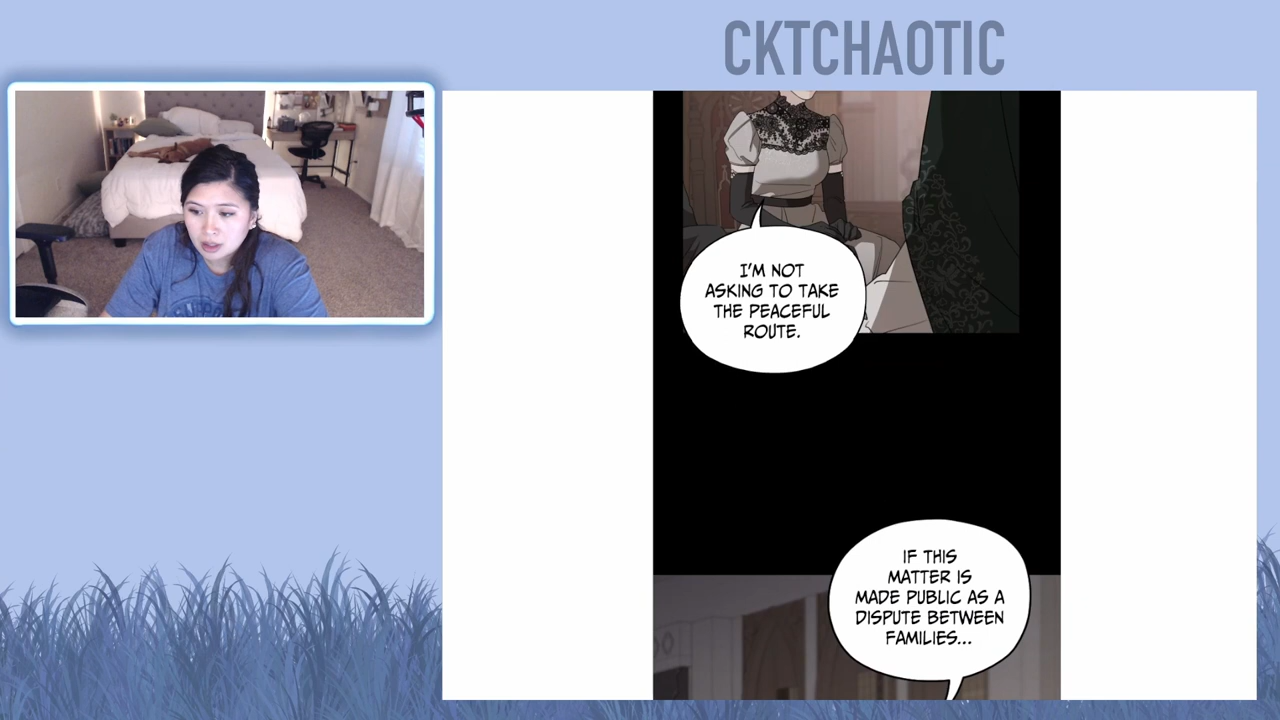 CKTCHAOTIC
I'M NOT
ASKING TO TAKE
THE PEACEFUL
ROUTE.
IF THIS
MATTER IS
MADE PUBLIC AS A
DISPUTE BETWEEN
FAMILIES...